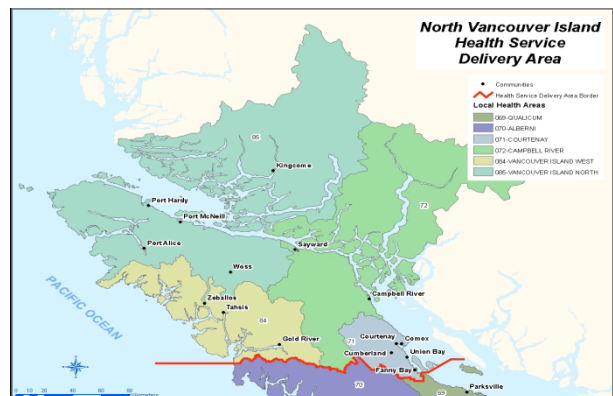 North Vancouver Island
Health Service
Delivery Area
Communities
Health Service Delivery Area Border
Local Health Areas
069-QUALICUM
070-ALBERNI
071-COURTENAY
072-CAMPBELL RIVER
084-VANCOUVER ISLAND WEST
085-VANCOUVER ISLAND NORTH
85
Kingcome
72
Port Hardy
Port McNeill
Port Alice
Sayward
Woss
Campbell River
Zeballos
Tahsis
PACIFIC OCEAN
84
Gold River
71
Courtenay
Comox
Cumberland
Union Bay
Fanny Bay
70
69
Parksville
0
20
40
80
Kilometers